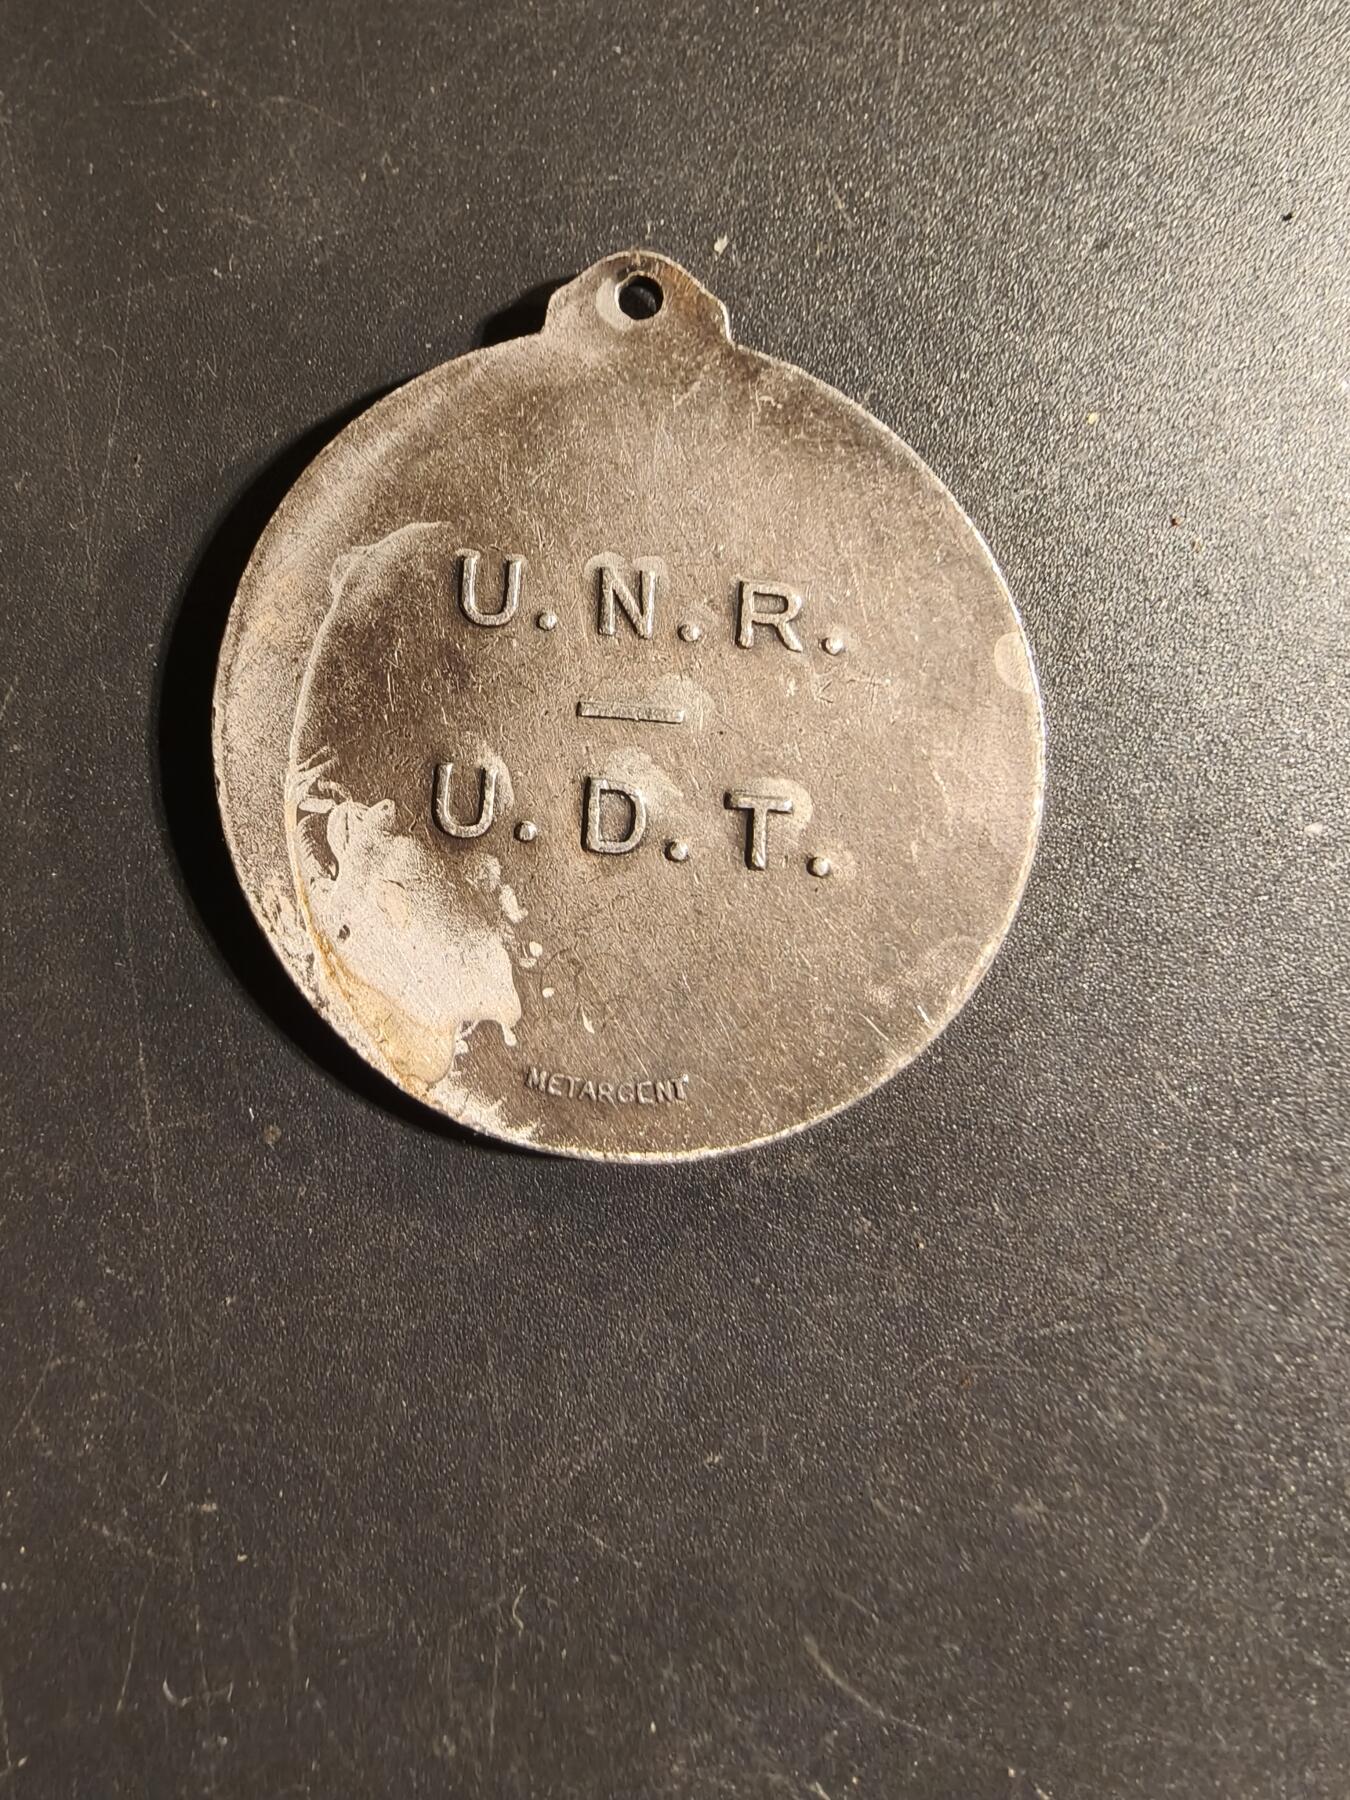 U.N.R.
—
U.D.T.
METARGENT